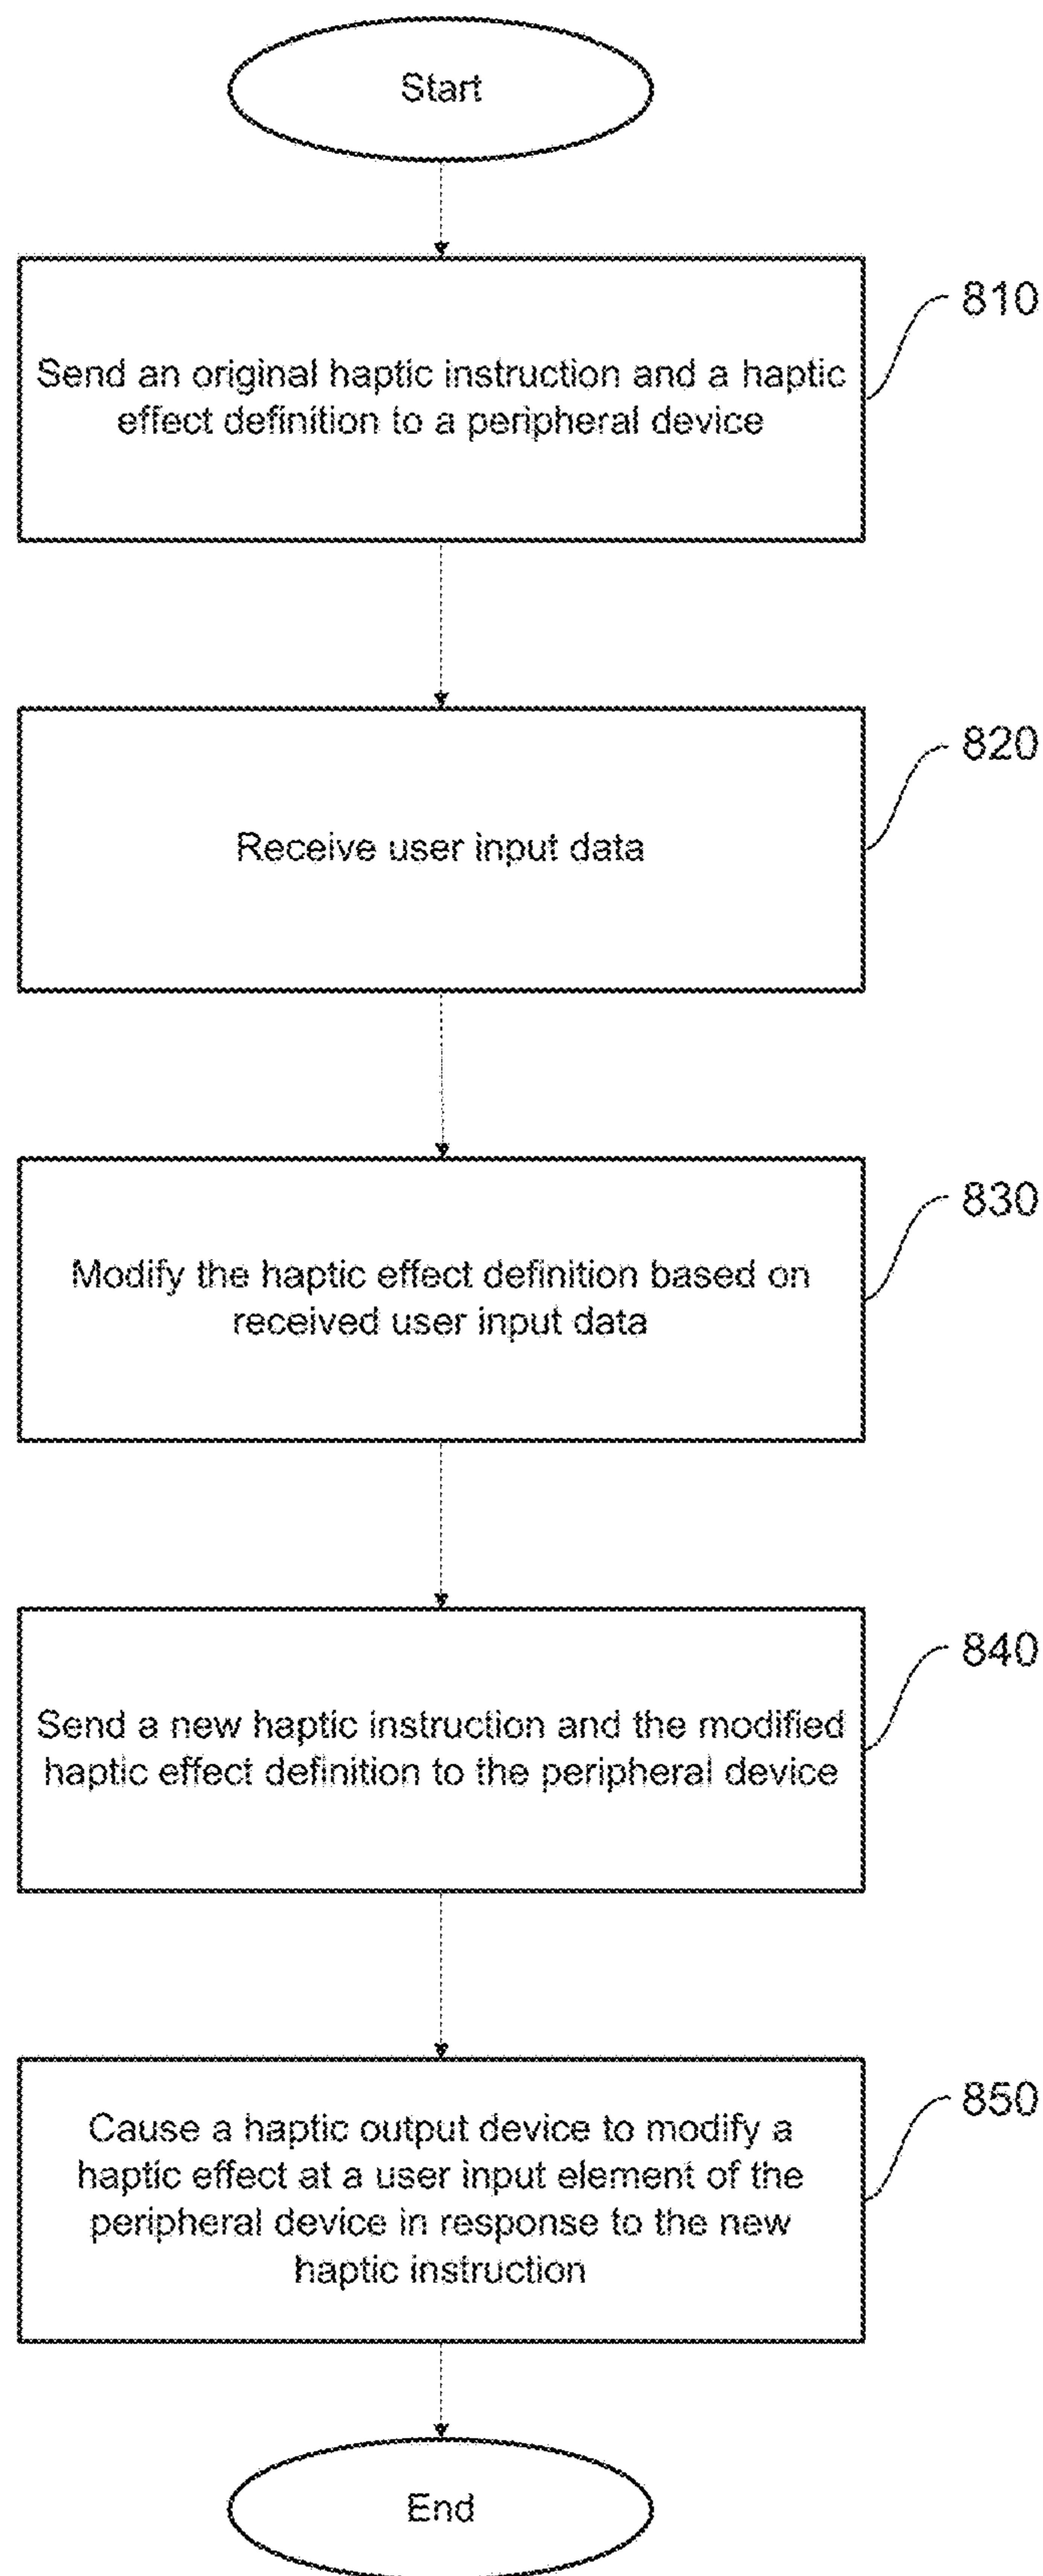 Start
810
Send an original haptic instruction and a haptic
effect definition to a peripheral device
820
Receive user input data
830
Modify the haptic effect definition based on
received user input data
840
Send a new haptic instruction and the modified
haptic effect definition to the peripheral device
850
Cause a haptic output device to modify a
haptic effect at a user input element of the
peripheral device in response to the new
haptic instruction
End